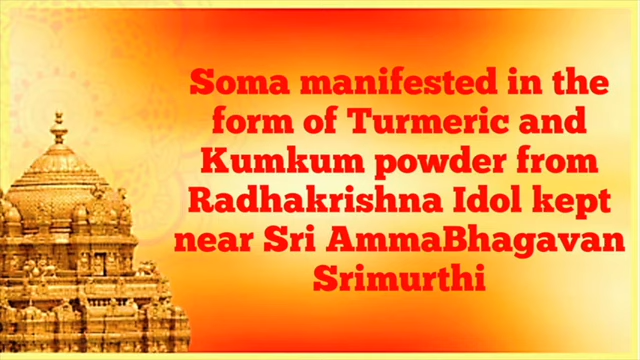 Soma manifested in the
form of Turmeric and
Kumkum powder from
Radhakrishna Idol kept
near Sri AmmaBhagavan
Srimurthi